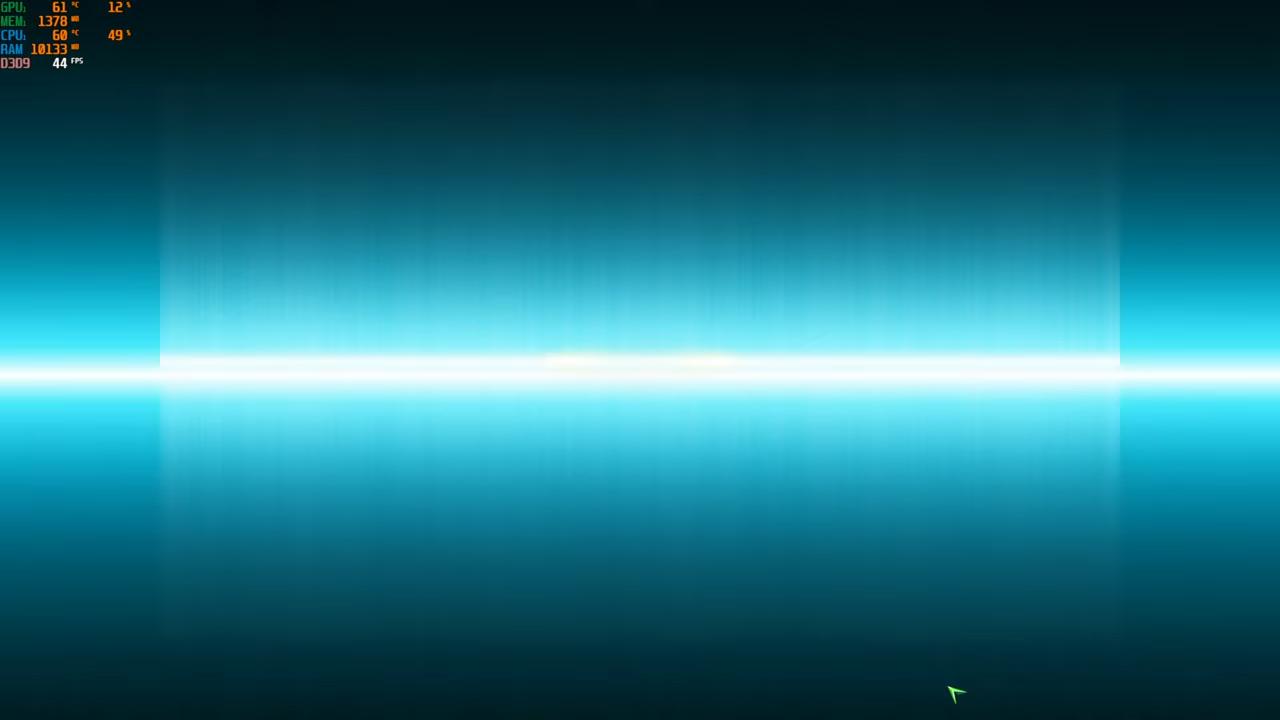 GPU: 61 °C 12 %
MEM: 1378 MB
CPU: 60 °C 49 %
RAM 10133 MB
D3D9 44 FPS